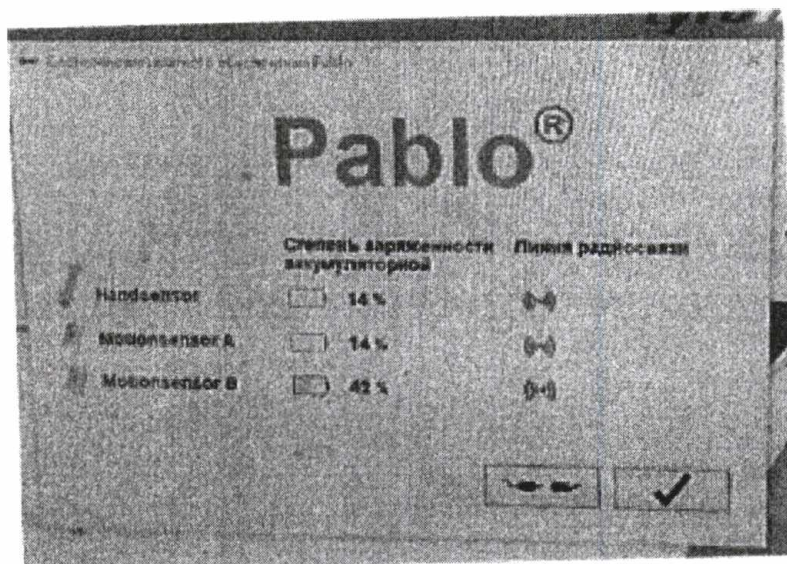 Pablo®
Степень заряженности Линия радиосвязи
аккумуляторной
Handsensor 14 %
Motionsensor A 14 %
Motionsensor B 42 %